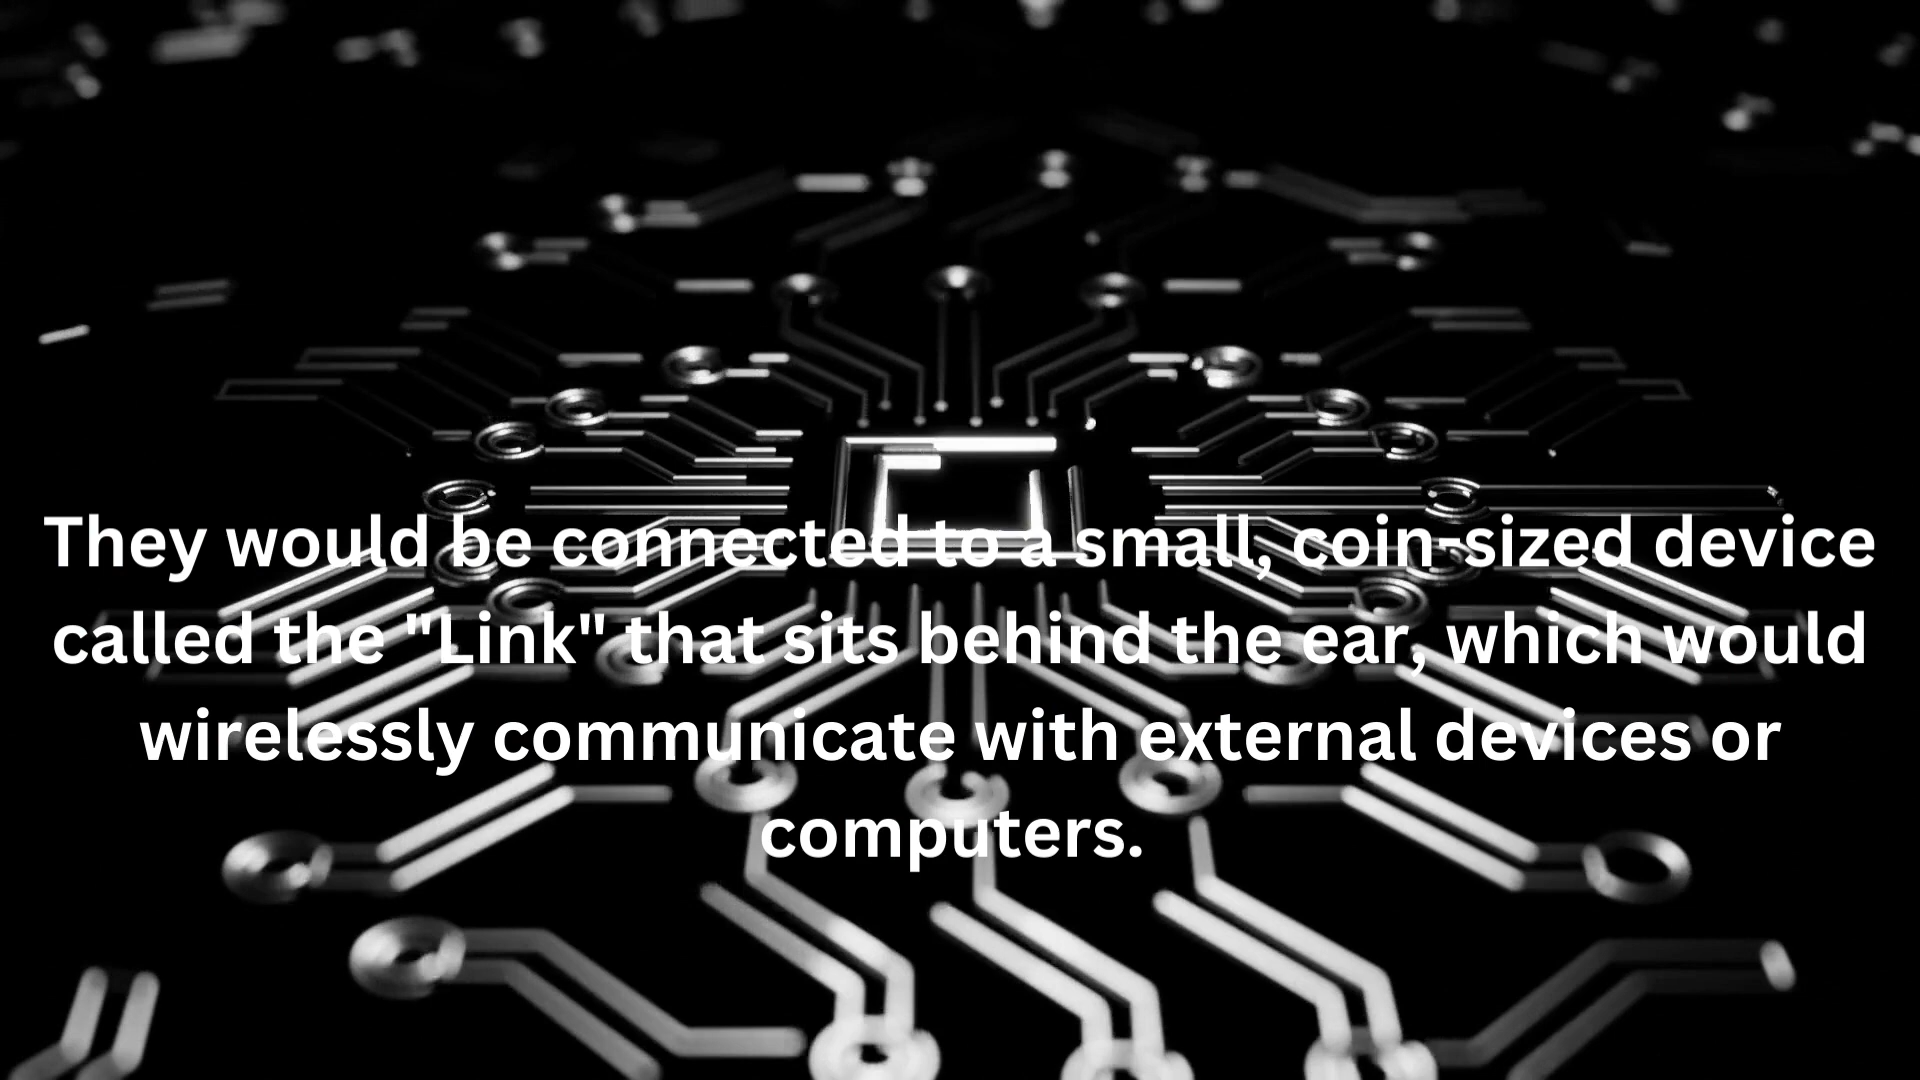 They would be connected to a small, coin-sized device
called the "Link" that sits behind the ear, which would
wirelessly communicate with external devices or
computers.